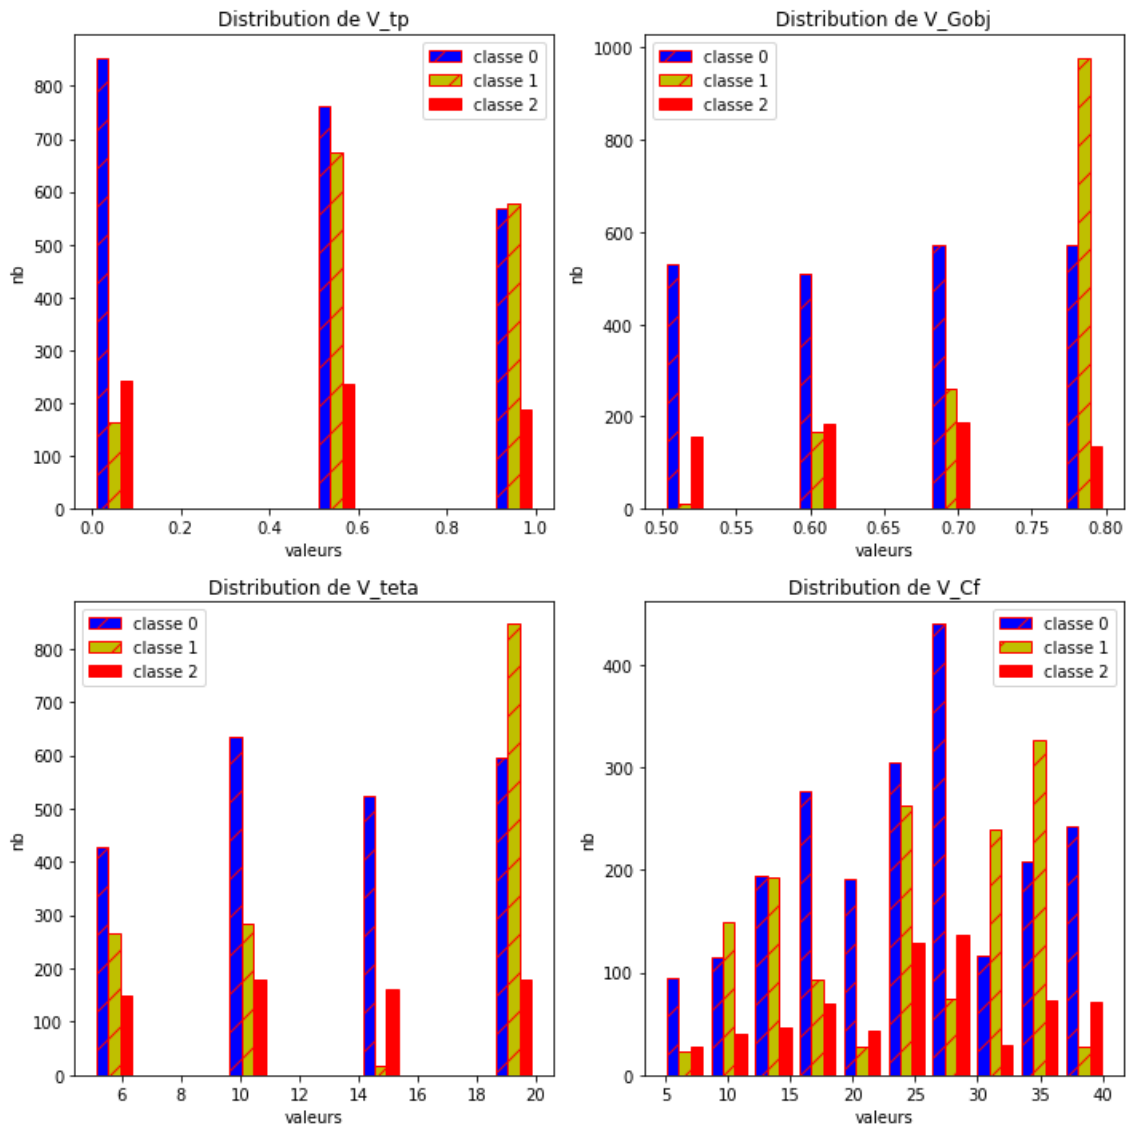 Distribution de V_tp
classe 0
classe 1
classe 2
nb
800
700
600
500
400
300
200
100
0
0.0 0.2 0.4 0.6 0.8 1.0
valeurs
Distribution de V_Gobj
classe 0
classe 1
classe 2
nb
1000
800
600
400
200
0
0.50 0.55 0.60 0.65 0.70 0.75 0.80
valeurs
Distribution de V_teta
classe 0
classe 1
classe 2
nb
800
700
600
500
400
300
200
100
0
6 8 10 12 14 16 18 20
valeurs
Distribution de V_Cf
classe 0
classe 1
classe 2
nb
400
300
200
100
0
5 10 15 20 25 30 35 40
valeurs